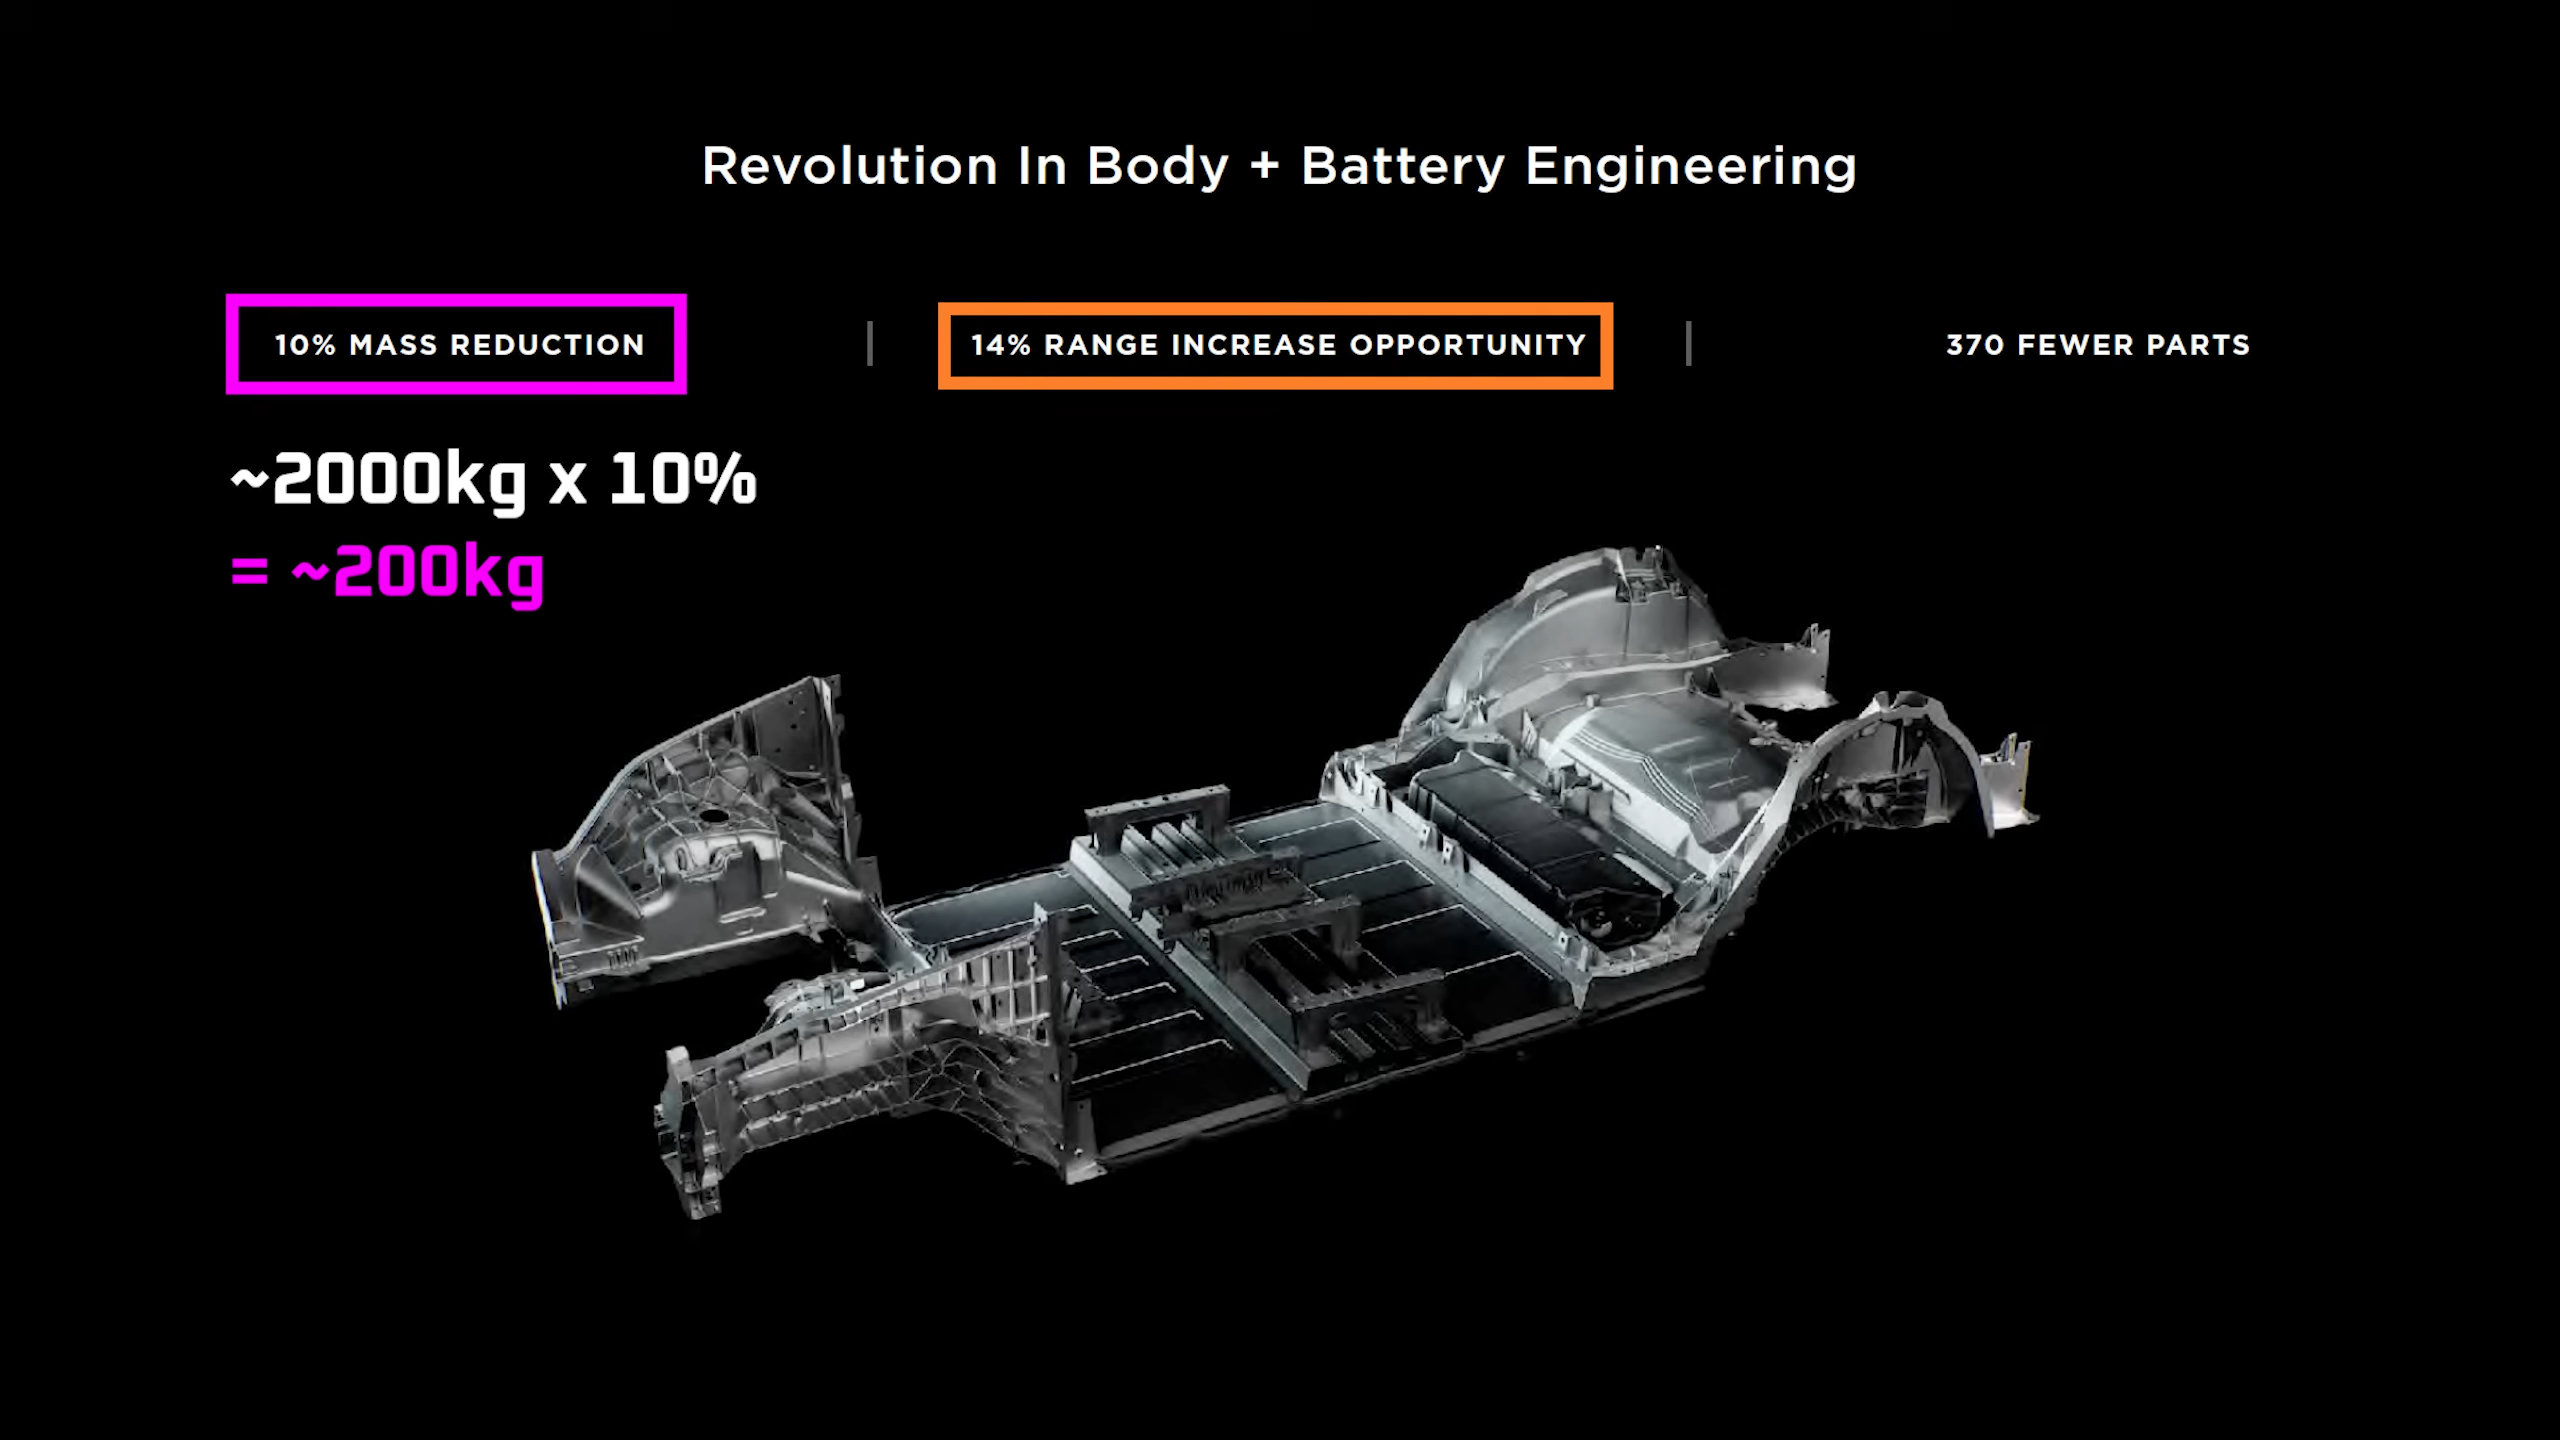 Revolution In Body + Battery Engineering
10% MASS REDUCTION | 14% RANGE INCREASE OPPORTUNITY | 370 FEWER PARTS
~2000kg x 10%
= ~200kg